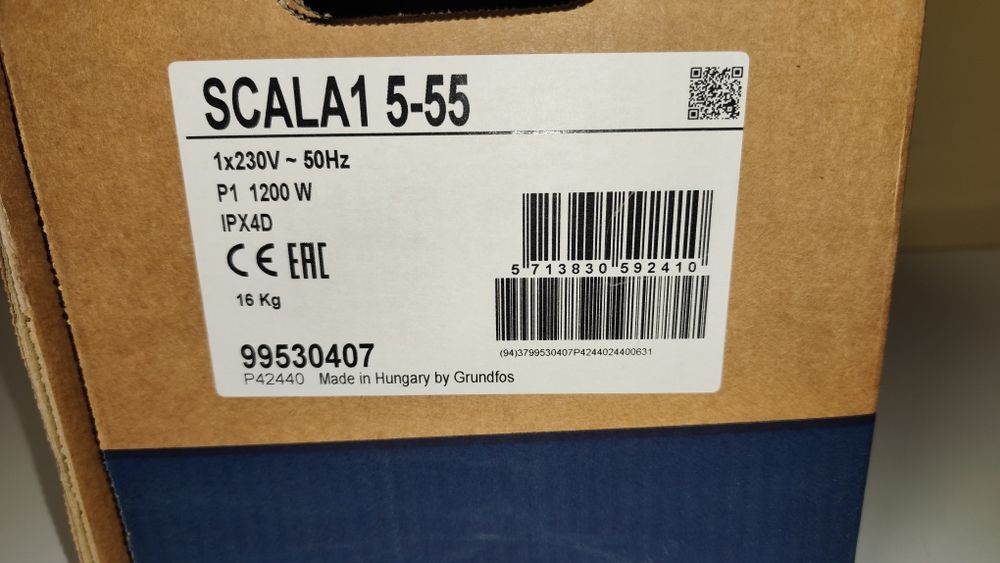 SCALA1 5-55
1x230V ~ 50Hz
P1 1200 W
IPX4D
CE EAC
16 Kg
5 713830 592410
(94)3799530407P4244024400631
99530407
P42440 Made in Hungary by Grundfos